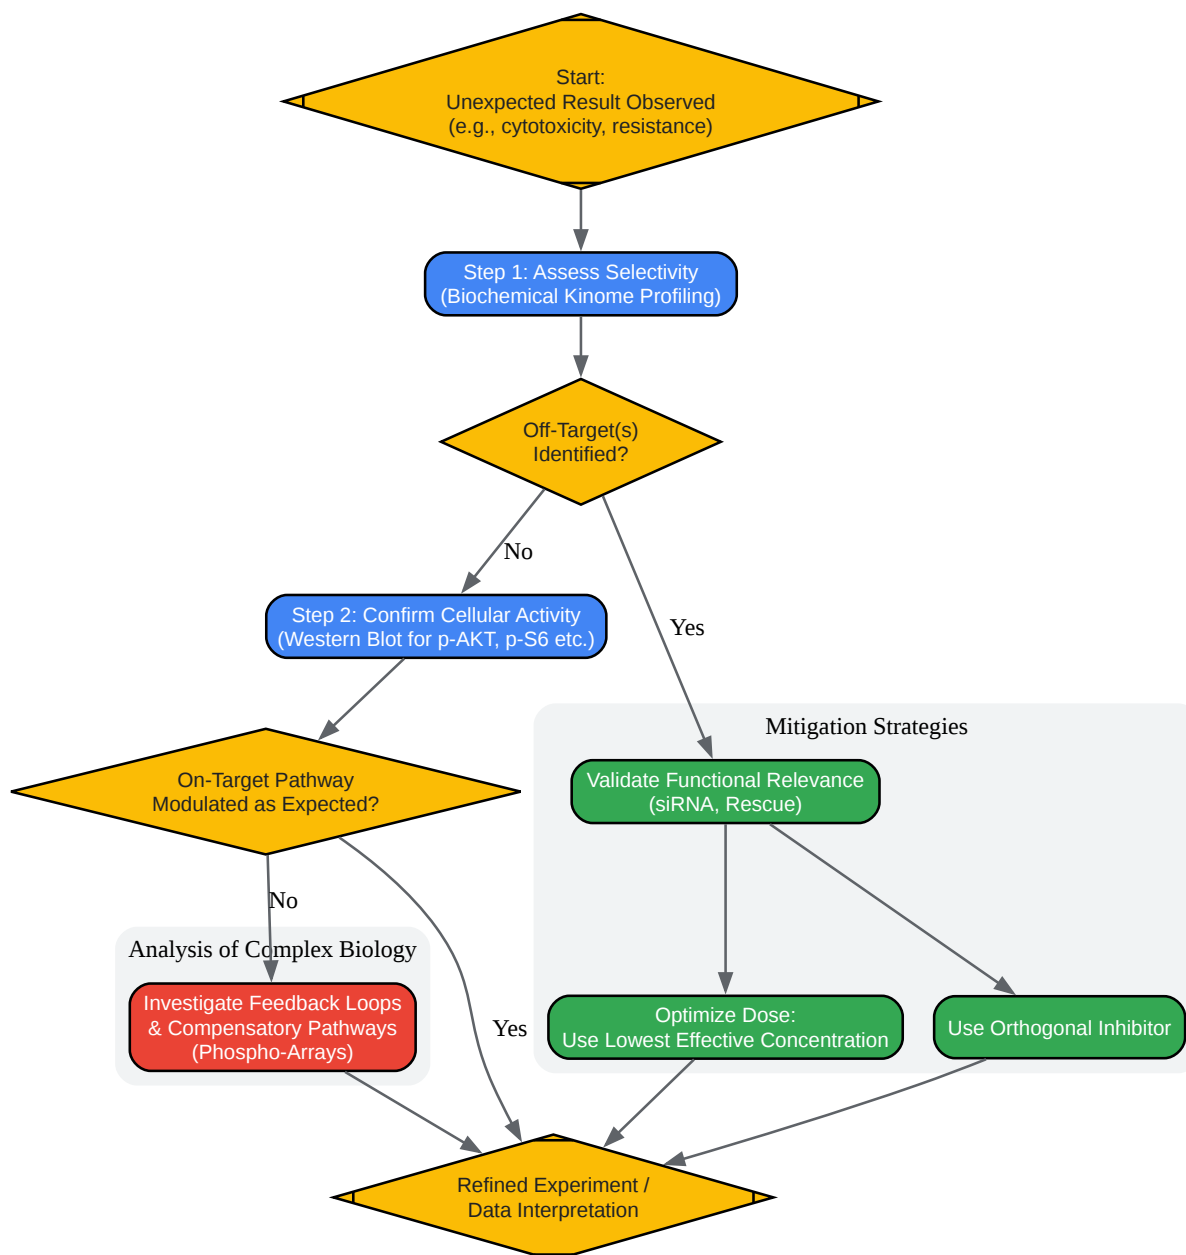 Start:
Unexpected Result Observed
(e.g., cytotoxicity, resistance)
Step 1: Assess Selectivity
(Biochemical Kinome Profiling)
Off-Target(s)
Identified?
No
Yes
Step 2: Confirm Cellular Activity
(Western Blot for p-AKT, p-S6 etc.)
Mitigation Strategies
On-Target Pathway
Modulated as Expected?
Validate Functional Relevance
(siRNA, Rescue)
No
Yes
Analysis of Complex Biology
Investigate Feedback Loops
& Compensatory Pathways
(Phospho-Arrays)
Optimize Dose:
Use Lowest Effective Concentration
Use Orthogonal Inhibitor
Refined Experiment /
Data Interpretation